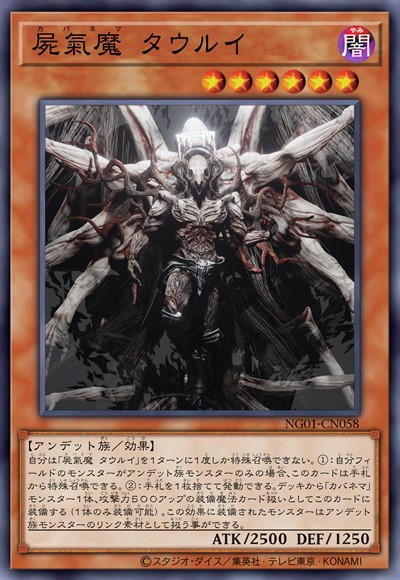 カバネマ
屍氣魔 タウルイ
やみ
闇
NG01-CN058
【アンデット族／効果】
自分は「屍氣魔 タウルイ」を1ターンに1度しか特殊召喚できない。①：自分フィ
ールドのモンスターがアンデット族モンスターのみの場合、このカードは手札
から特殊召喚できる。②：手札を1枚捨てて発動できる。デッキから「カバネマ」
モンスター1体、攻撃力500アップの装備魔法カード扱いとしてこのカードに
装備する（1体のみ装備可能）。この効果に装備されたモンスターはアンデット
族モンスターのリンク素材として扱う事ができる。
ATK/2500 DEF/1250
©スタジオ・ダイス／集英社・テレビ東京・KONAMI